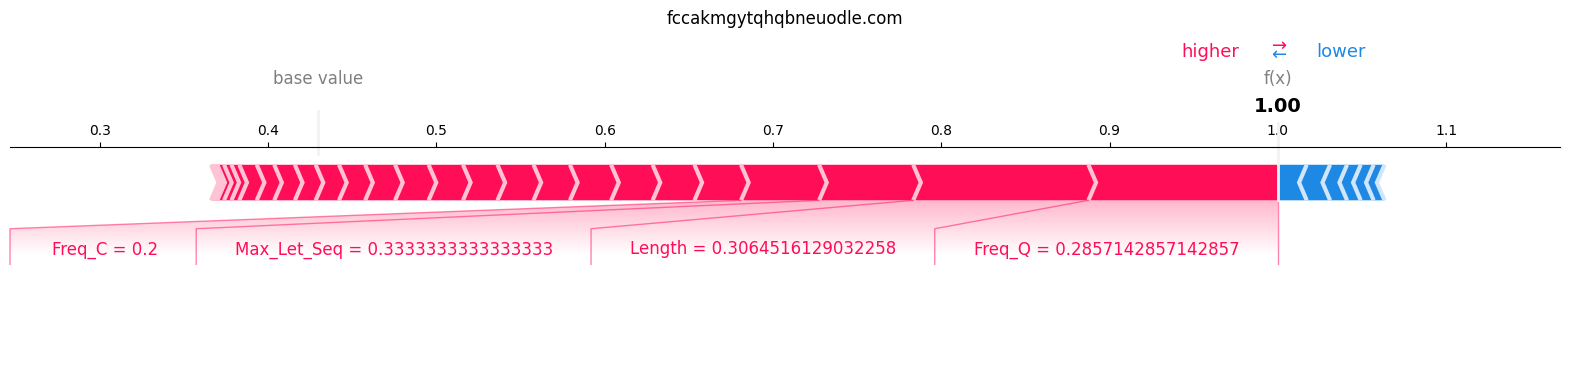 fccakmgytqhqbneuodle.com
higher ⇄ lower
base value f(x)
1.00
0.3 0.4 0.5 0.6 0.7 0.8 0.9 1.0 1.1
Freq_C = 0.2 Max_Let_Seq = 0.3333333333333333 Length = 0.3064516129032258 Freq_Q = 0.2857142857142857